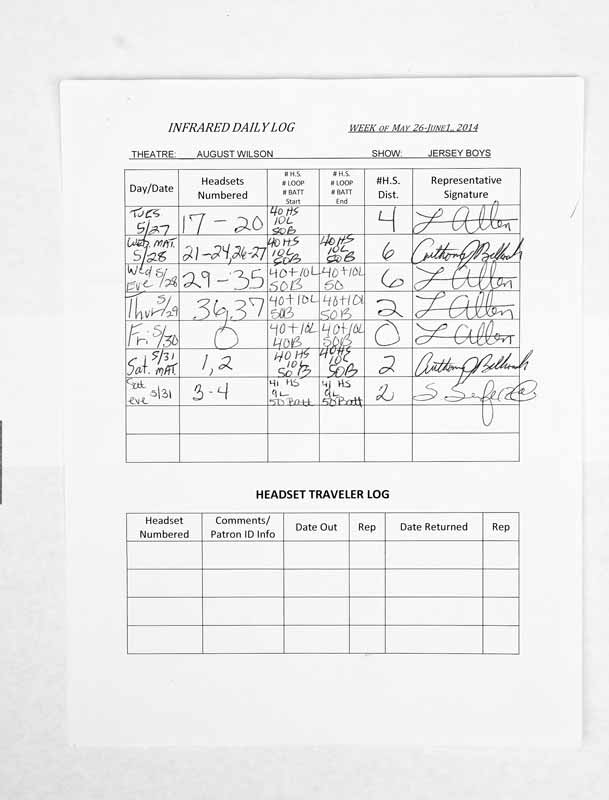 INFRARED DAILY LOG WEEK OF MAY 26-JUNE1, 2014
THEATRE: AUGUST WILSON SHOW: JERSEY BOYS
Day/Date
Headsets
Numbered
# H.S.
# LOOP
# BATT
Start
# H.S.
# LOOP
# BATT
End
#H.S.
Dist.
Representative
Signature
TUES
5/27
17 - 20
40 HS
10L
50B
4
L Allen
Wed. MAT.
5/28
21-24,26-27
40 HS
10L
50B
40 HS
10L
50B
6
Anthony J
Wed 5/28
Eve
29-35
40+10L
50B
40+10L
50
6
L Allen
Thur 5/29
36,37
40+10L
50B
40+10L
50B
2
L Allen
Fri 5/30
0
40+10L
40B
40+10L
50B
0
L Allen
5/31
Sat. MAT.
1, 2
40 HS
10L
50B
40 HS
10L
50B
2
Anthony J
Sat
eve 5/31
3-4
41 HS
9L
50 Batt
41 HS
9L
50 Batt
2
S
HEADSET TRAVELER LOG
Headset
Numbered
Comments/
Patron ID Info
Date Out
Rep
Date Returned
Rep